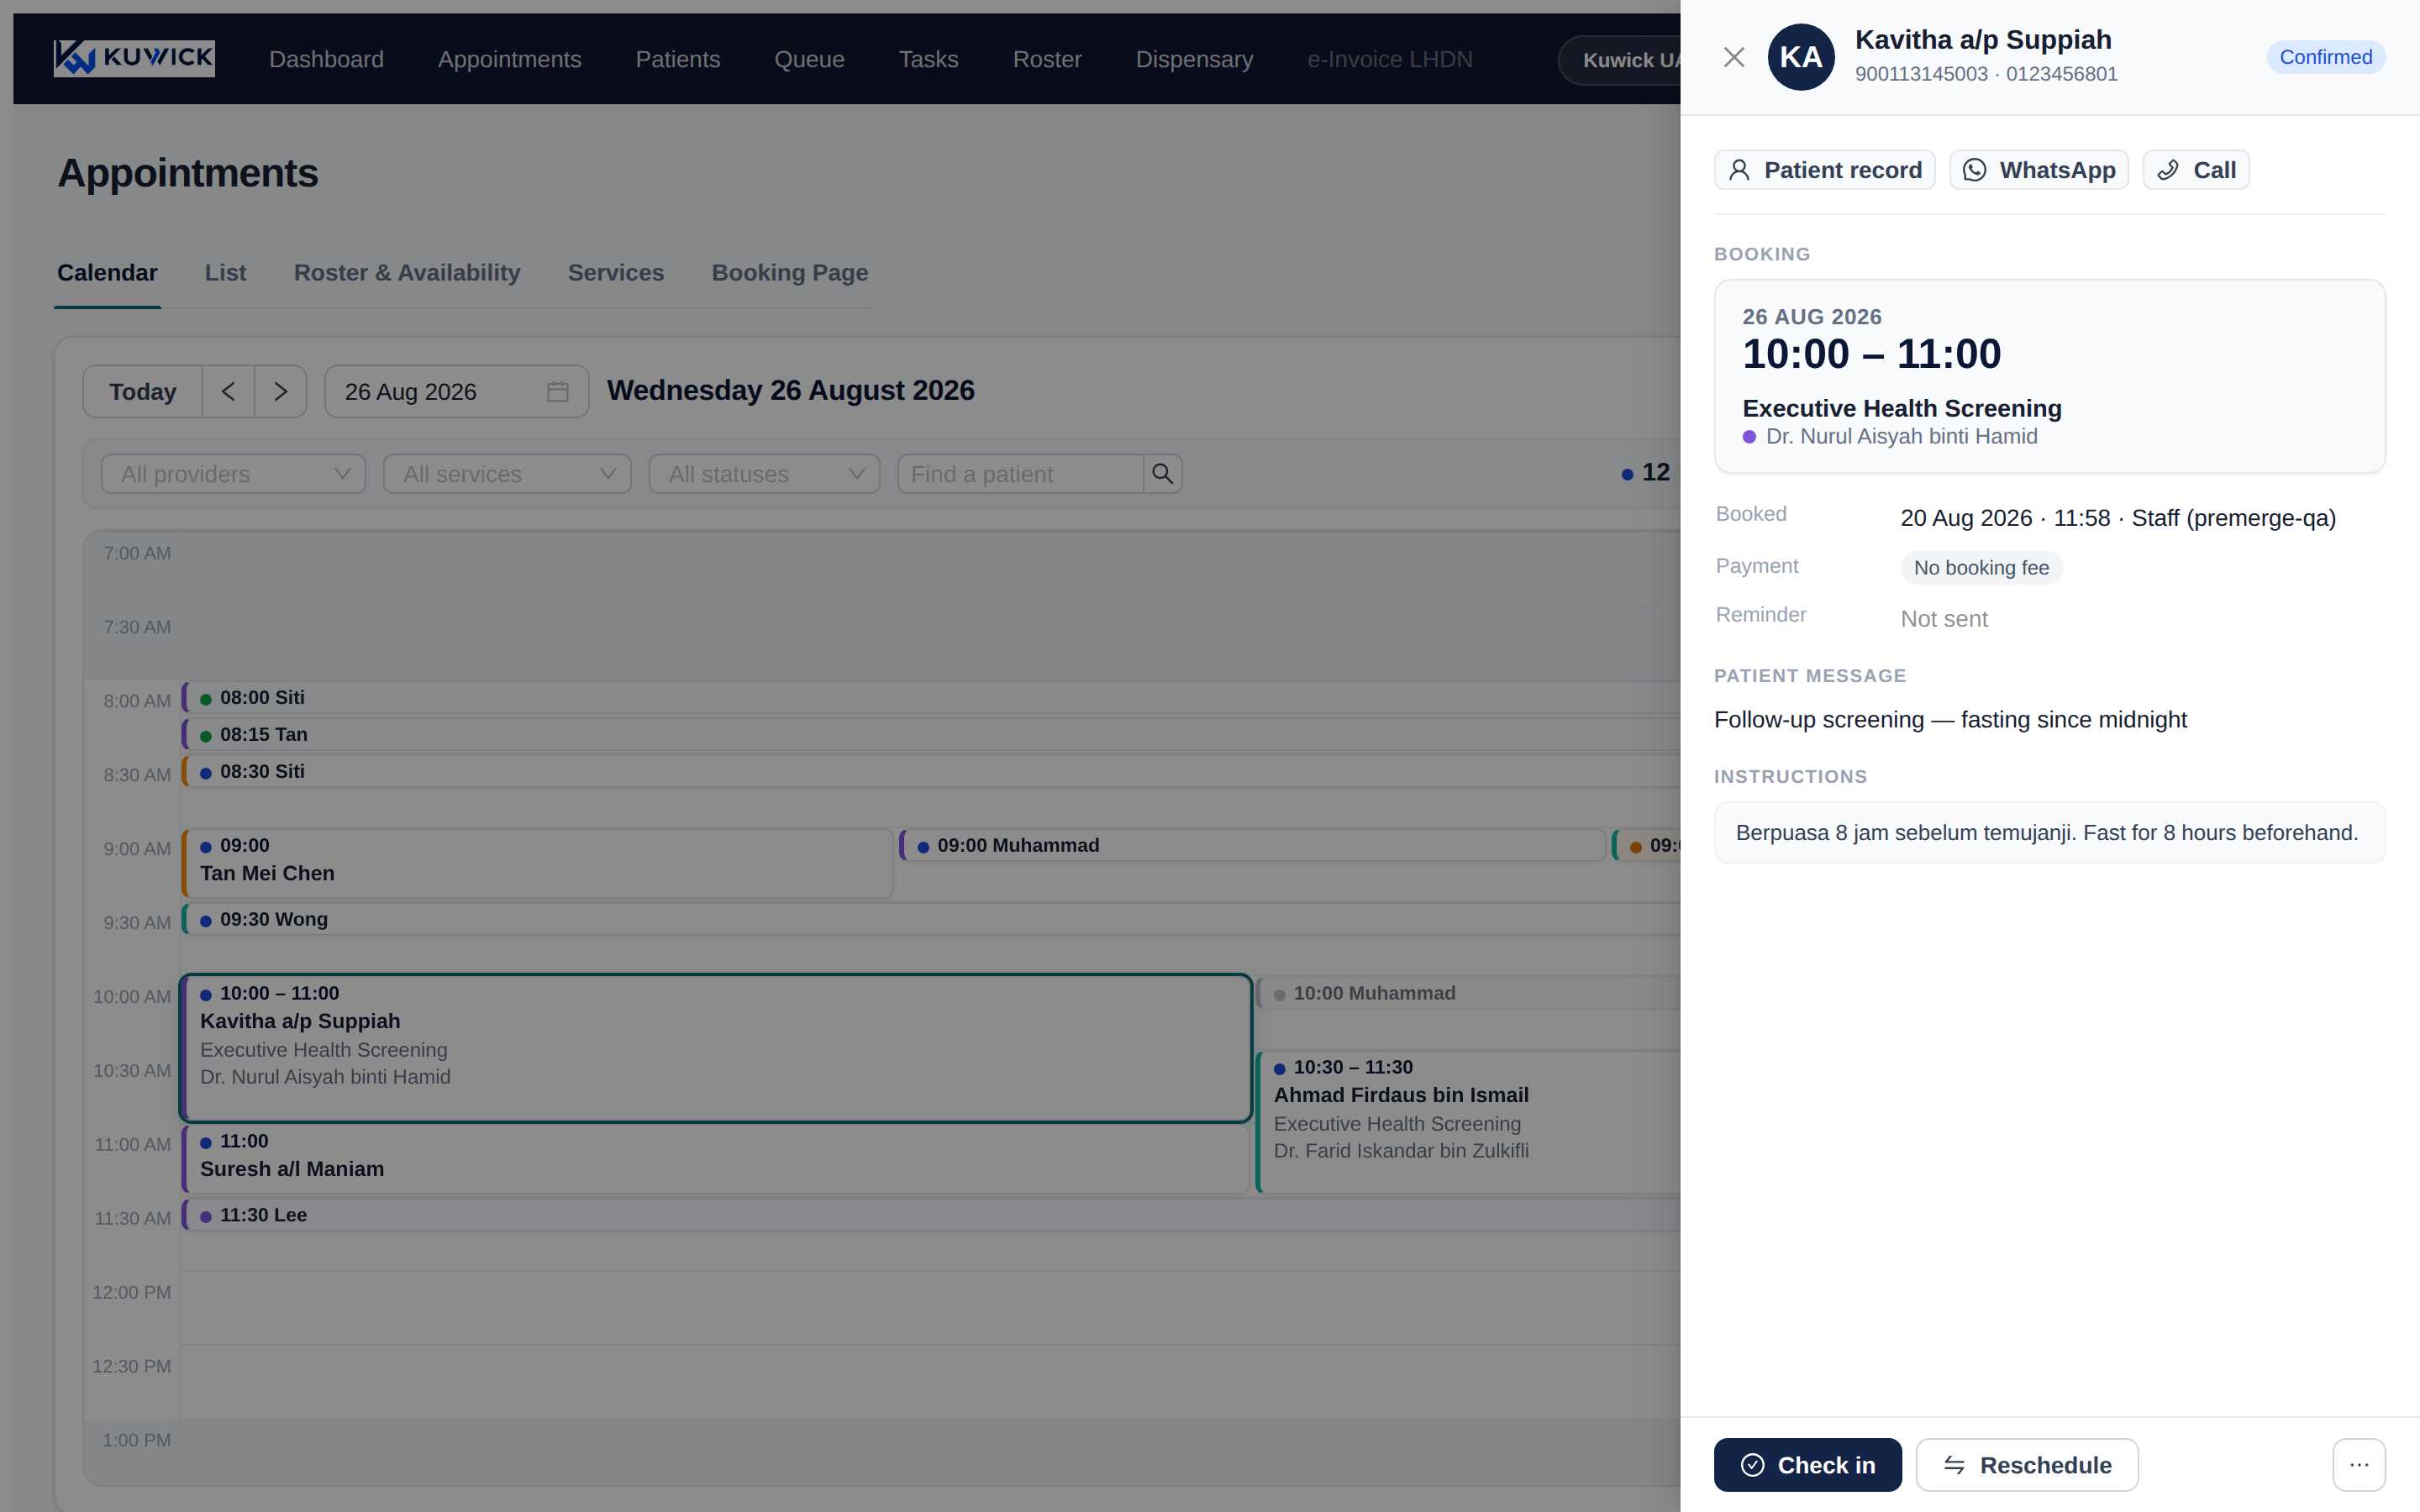 KUWICK
Dashboard
Appointments
Patients
Queue
Tasks
Roster
Dispensary
e-Invoice LHDN
Kuwick
Appointments
Calendar
List
Roster & Availability
Services
Booking Page
Today
26 Aug 2026
Wednesday 26 August 2026
All providers
All services
All statuses
Find a patient
12
7:00 AM
7:30 AM
8:00 AM
08:00 Siti
08:15 Tan
8:30 AM
08:30 Siti
9:00 AM
09:00
Tan Mei Chen
09:00 Muhammad
9:30 AM
09:30 Wong
10:00 AM
10:00 – 11:00
Kavitha a/p Suppiah
Executive Health Screening
Dr. Nurul Aisyah binti Hamid
10:00 Muhammad
10:30 AM
10:30 – 11:30
Ahmad Firdaus bin Ismail
Executive Health Screening
Dr. Farid Iskandar bin Zulkifli
11:00 AM
11:00
Suresh a/l Maniam
11:30 AM
11:30 Lee
12:00 PM
12:30 PM
1:00 PM
KA
Kavitha a/p Suppiah
900113145003 · 0123456801
Confirmed
Patient record
WhatsApp
Call
BOOKING
26 AUG 2026
10:00 – 11:00
Executive Health Screening
Dr. Nurul Aisyah binti Hamid
Booked
20 Aug 2026 · 11:58 · Staff (premerge-qa)
Payment
No booking fee
Reminder
Not sent
PATIENT MESSAGE
Follow-up screening — fasting since midnight
INSTRUCTIONS
Berpuasa 8 jam sebelum temujanji. Fast for 8 hours beforehand.
Check in
Reschedule